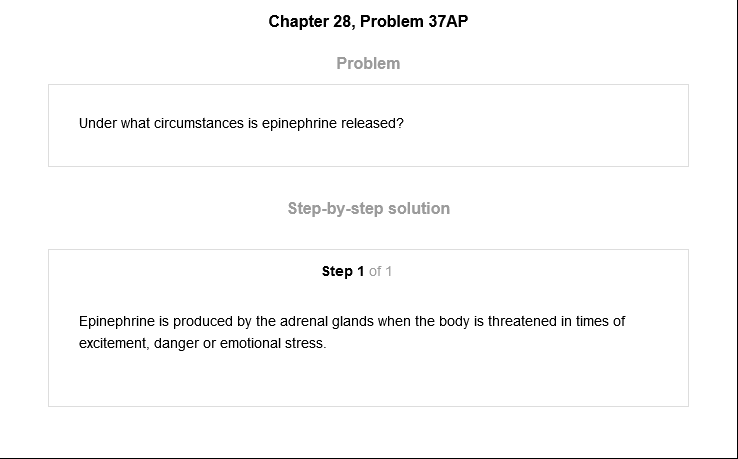 Chapter 28, Problem 37AP
Problem
Under what circumstances is epinephrine released?
Step-by-step solution
Step 1 of 1
Epinephrine is produced by the adrenal glands when the body is threatened in times of
excitement, danger or emotional stress.